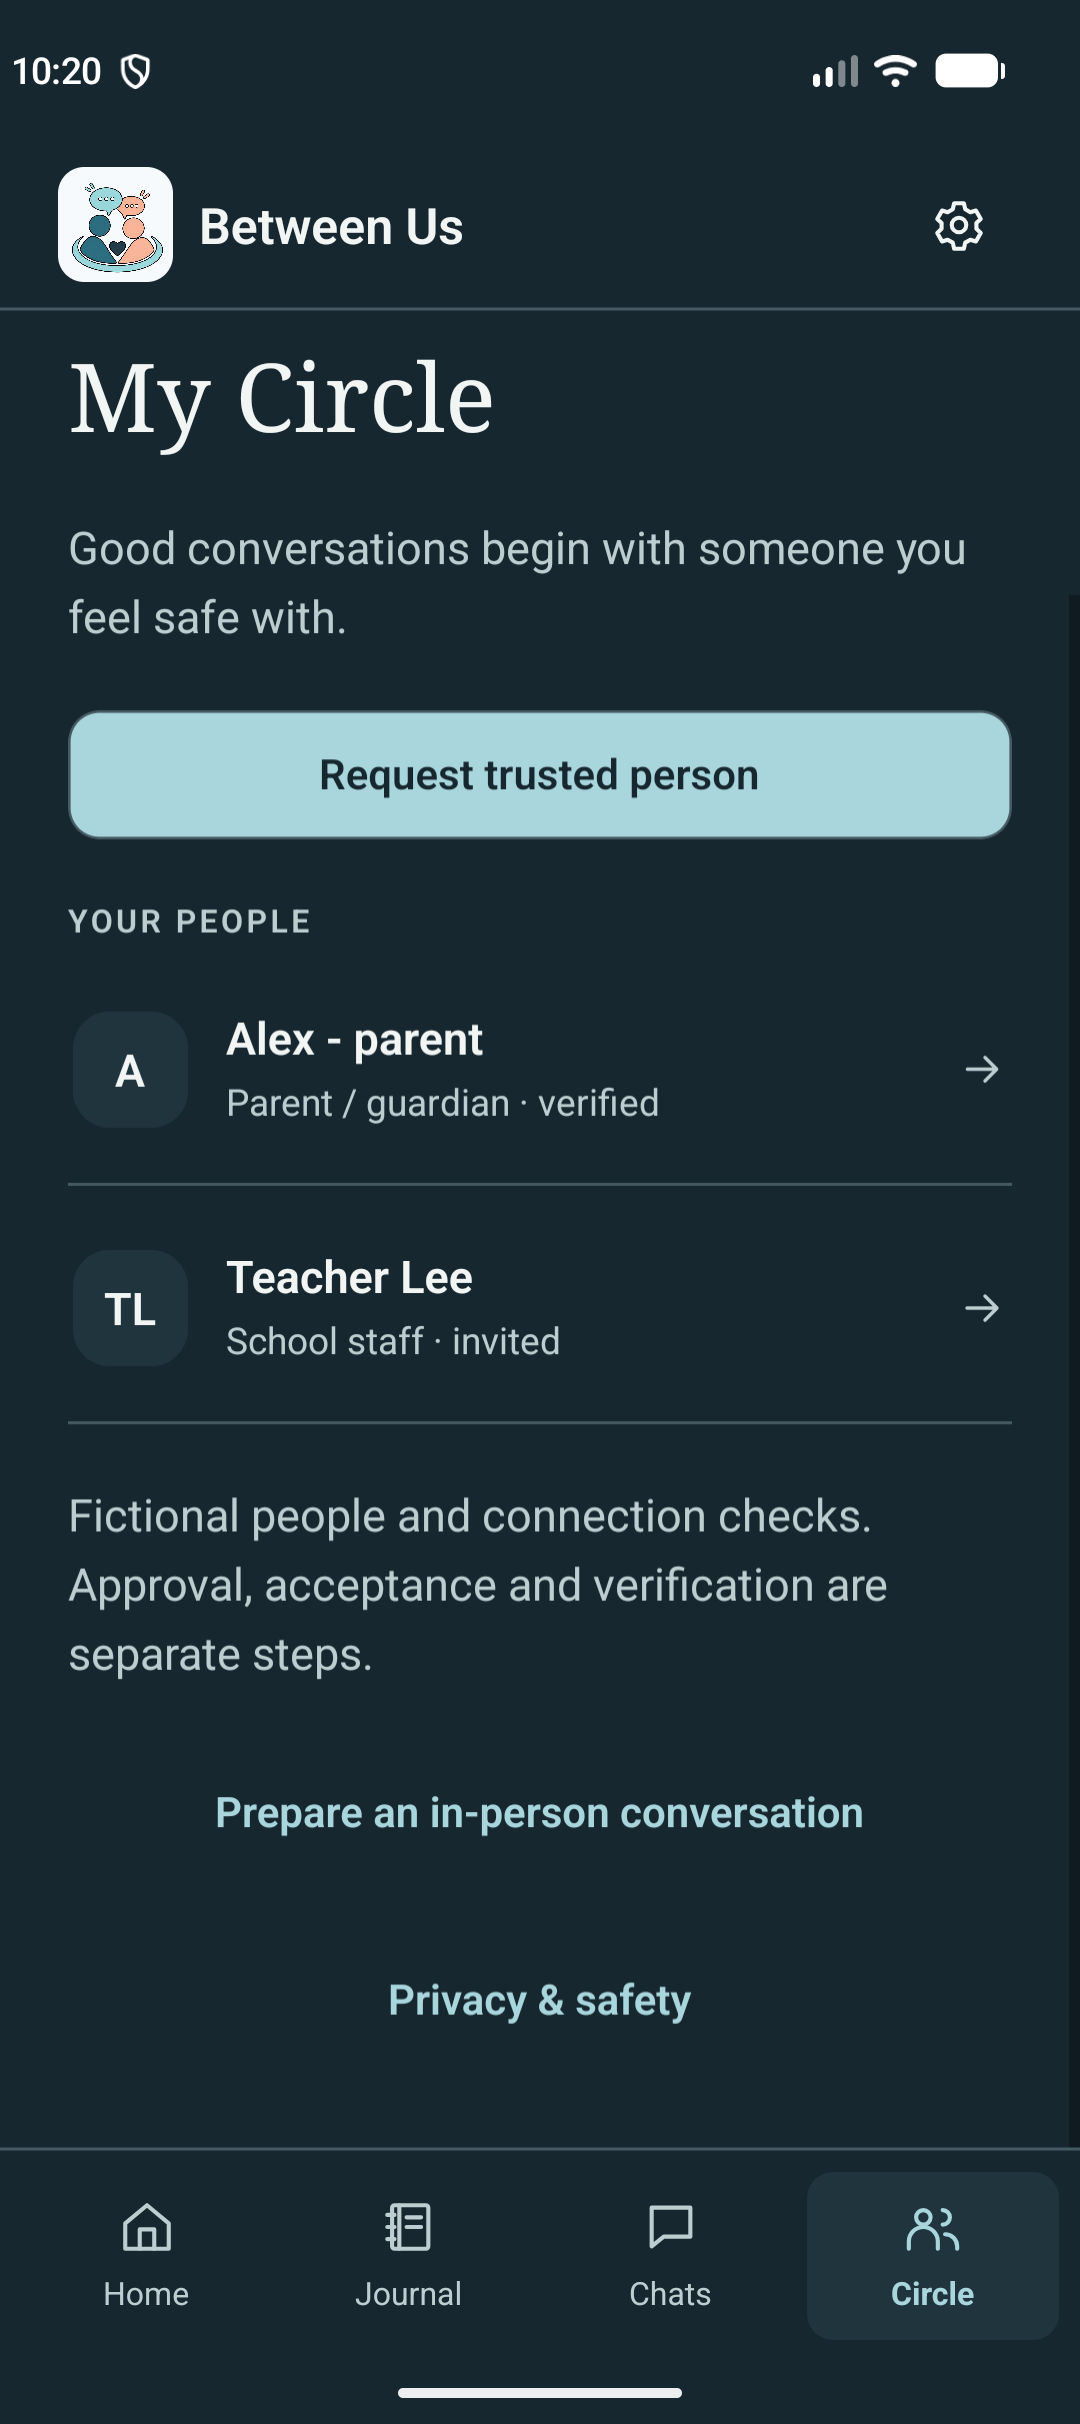 10:20
Between Us
My Circle
Good conversations begin with someone you
feel safe with.
Request trusted person
YOUR PEOPLE
A
Alex - parent
Parent / guardian · verified
TL
Teacher Lee
School staff · invited
Fictional people and connection checks.
Approval, acceptance and verification are
separate steps.
Prepare an in-person conversation
Privacy & safety
Home
Journal
Chats
Circle